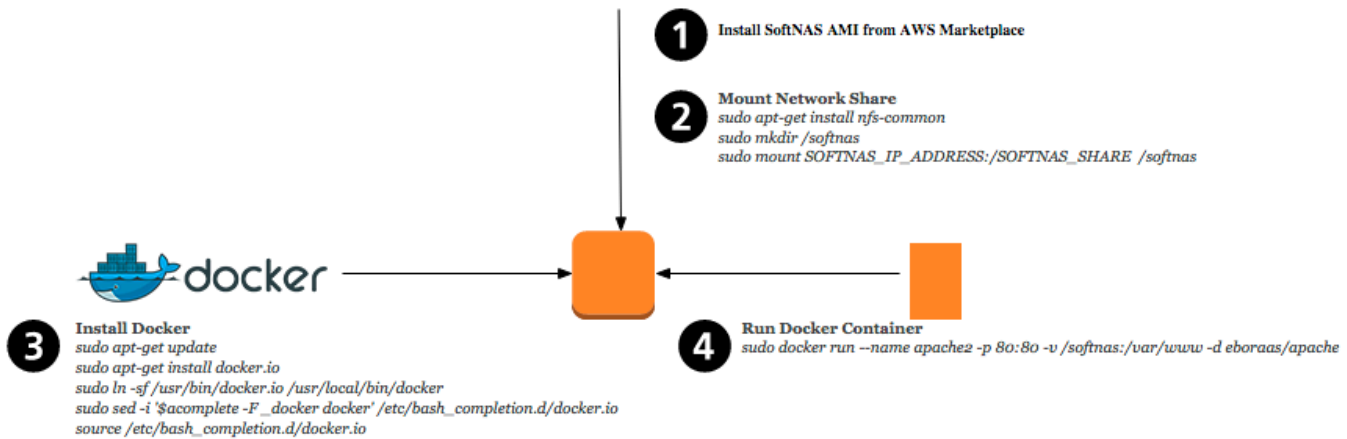 1
Install SoftNAS AMI from AWS Marketplace
2
Mount Network Share
sudo apt-get install nfs-common
sudo mkdir /softnas
sudo mount SOFTNAS_IP_ADDRESS:/SOFTNAS_SHARE /softnas
docker
3
Install Docker
sudo apt-get update
sudo apt-get install docker.io
sudo ln -sf /usr/bin/docker.io /usr/local/bin/docker
sudo sed -i '$acomplete -F _docker docker' /etc/bash_completion.d/docker.io
source /etc/bash_completion.d/docker.io
4
Run Docker Container
sudo docker run --name apache2 -p 80:80 -v /softnas:/var/www -d eboraas/apache